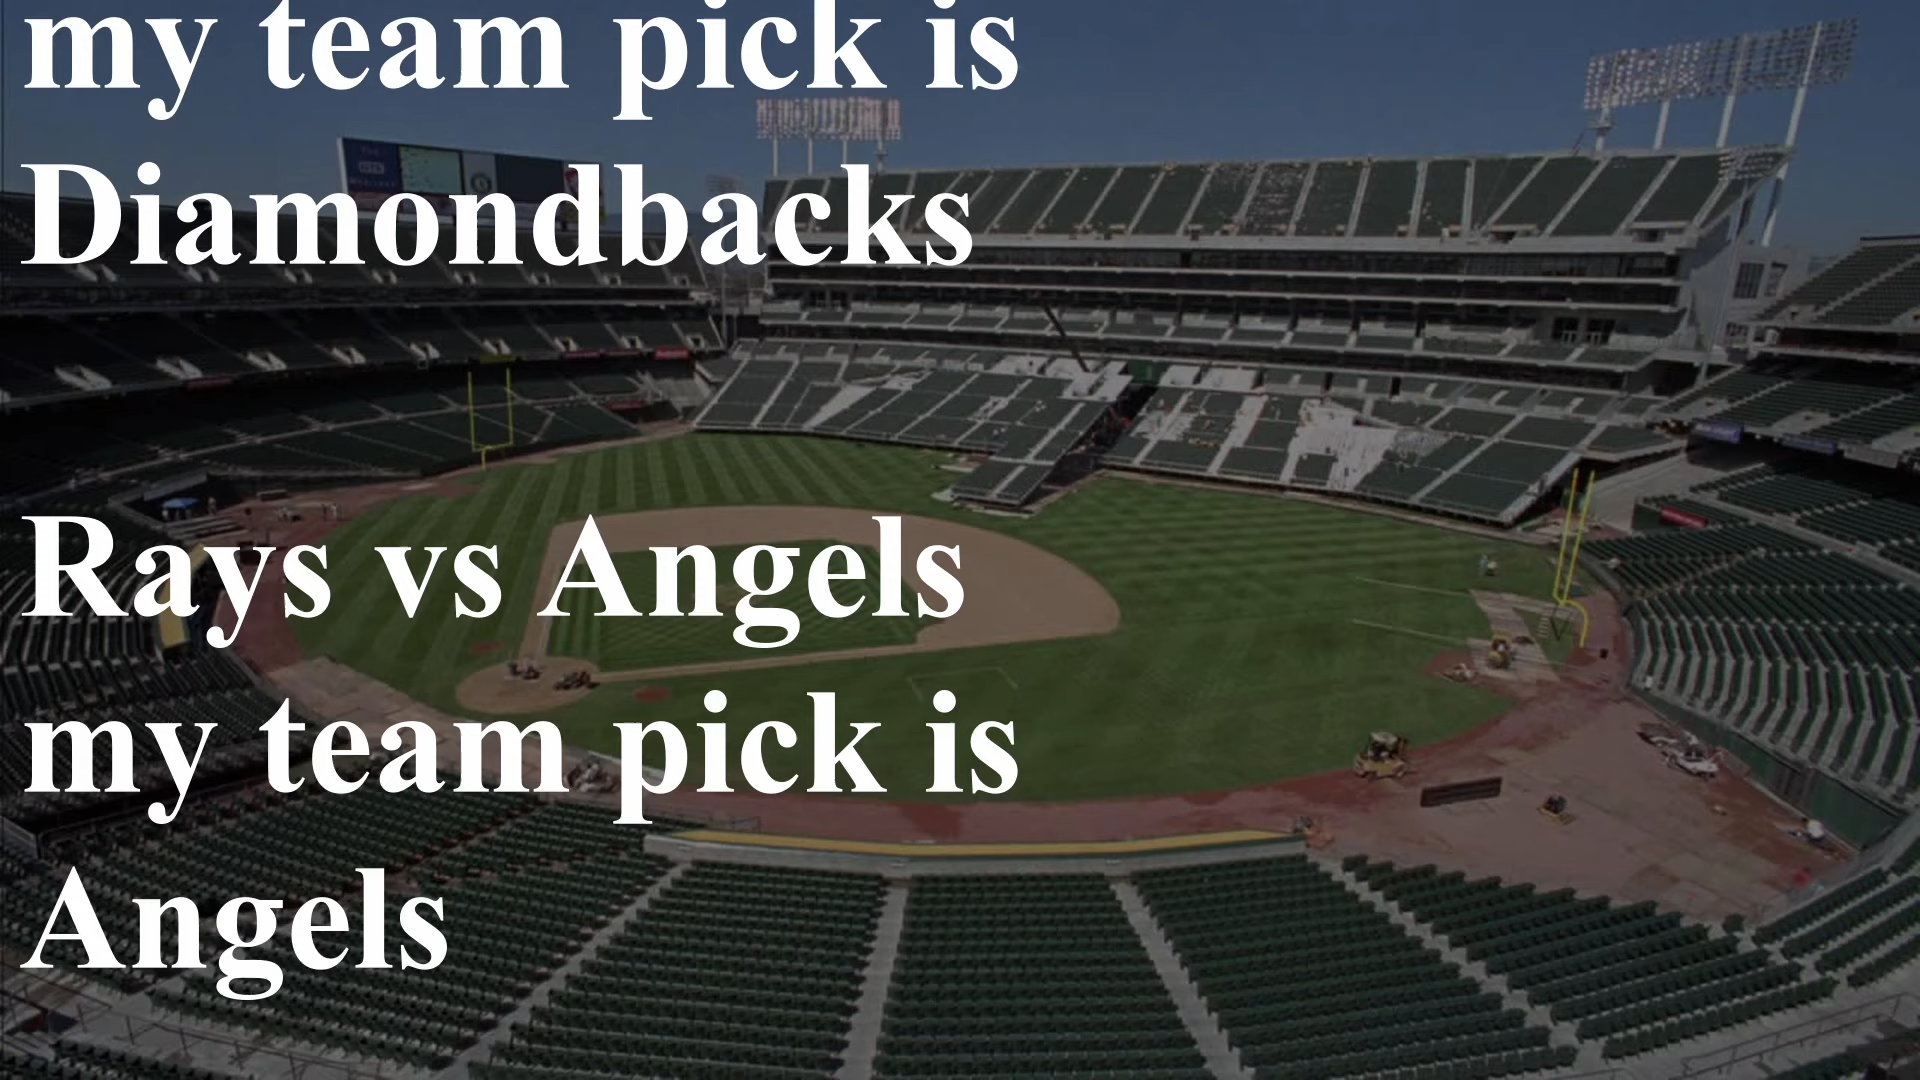 my team pick is
Diamondbacks
Rays vs Angels
my team pick is
Angels